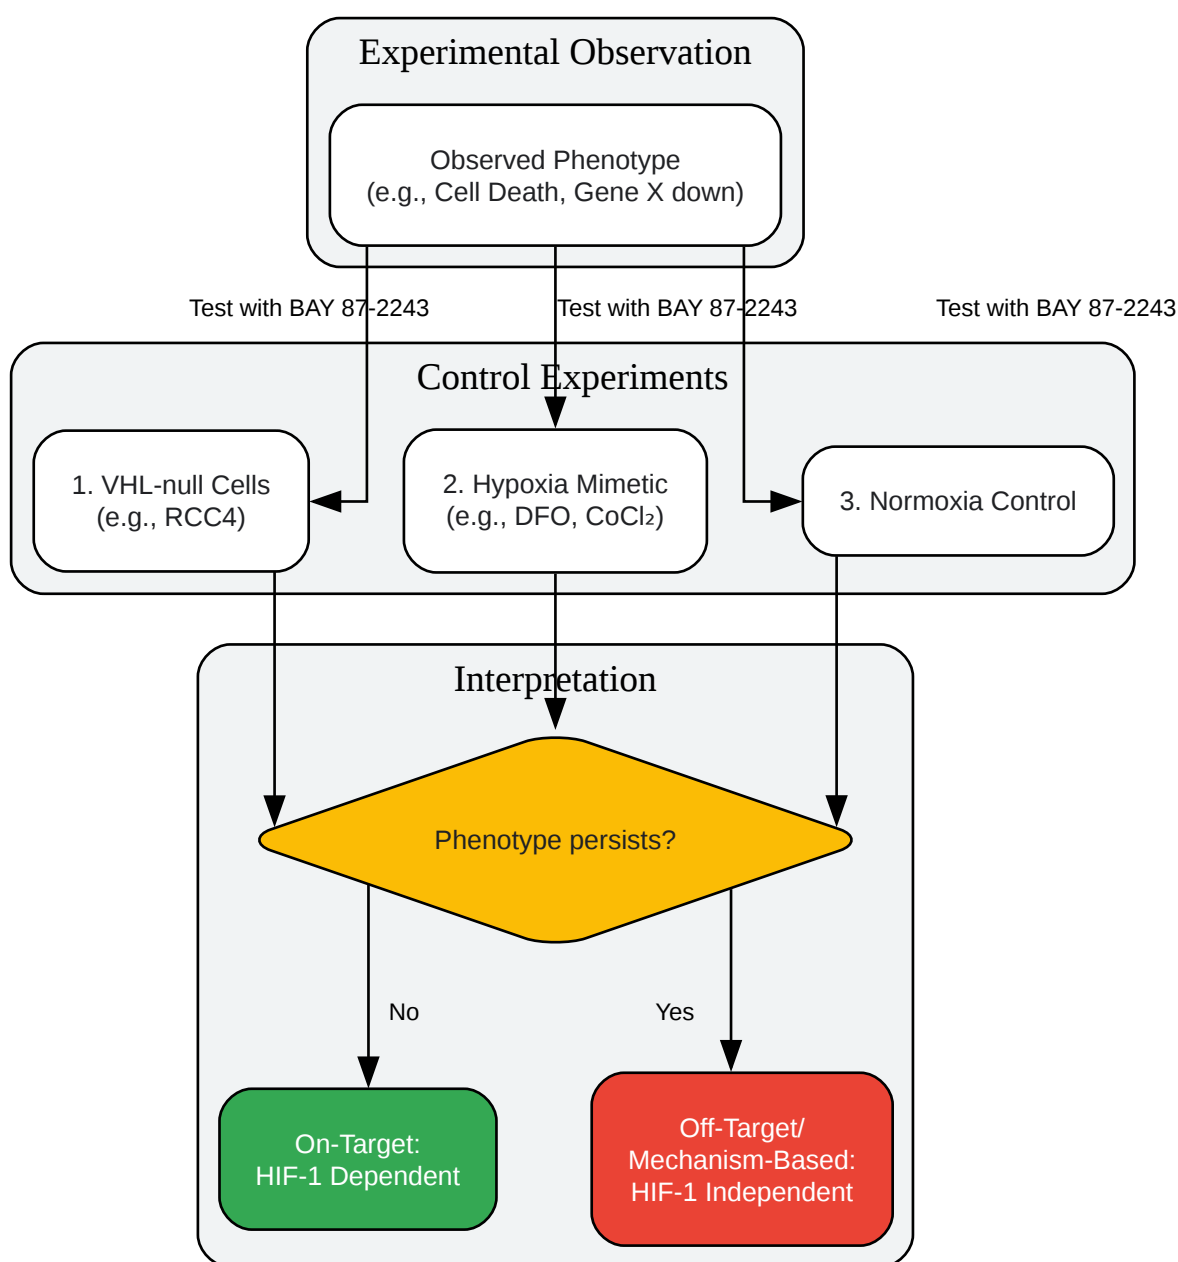 Experimental Observation
Observed Phenotype
(e.g., Cell Death, Gene X down)
Test with BAY 87-2243
Test with BAY 87-2243
Test with BAY 87-2243
Control Experiments
1. VHL-null Cells
(e.g., RCC4)
2. Hypoxia Mimetic
(e.g., DFO, CoCl₂)
3. Normoxia Control
Interpretation
Phenotype persists?
No
Yes
On-Target:
HIF-1 Dependent
Off-Target/
Mechanism-Based:
HIF-1 Independent